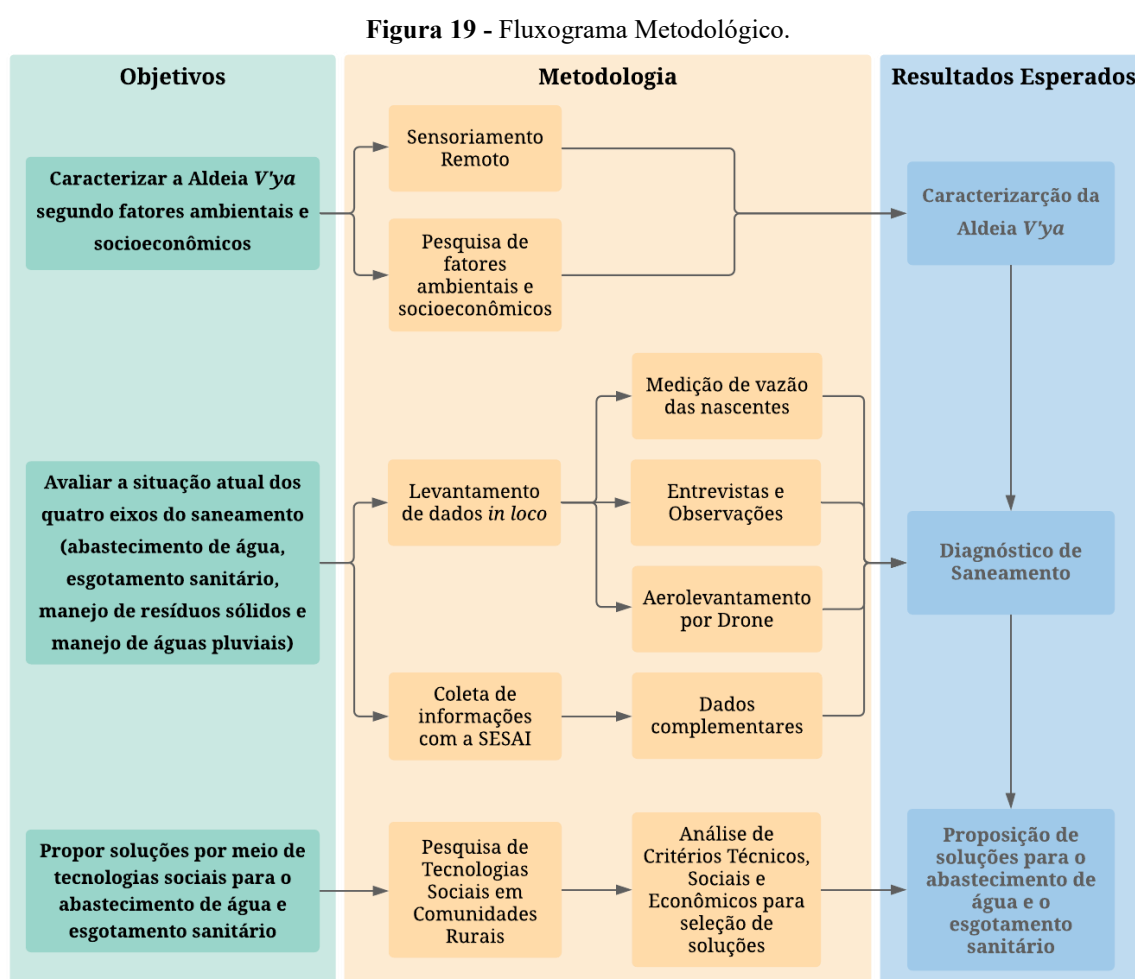 Figura 19 - Fluxograma Metodológico.
Objetivos
Metodologia
Resultados Esperados
Caracterizar a Aldeia V'ya
segundo fatores ambientais e
socioeconômicos
Sensoriamento
Remoto
Pesquisa de
fatores
ambientais e
socioeconômicos
Caracterizarção da
Aldeia V'ya
Avaliar a situação atual dos
quatro eixos do saneamento
(abastecimento de água,
esgotamento sanitário,
manejo de resíduos sólidos e
manejo de águas pluviais)
Levantamento
de dados in loco
Medição de vazão
das nascentes
Entrevistas e
Observações
Aerolevantamento
por Drone
Coleta de
informações
com a SESAI
Dados
complementares
Diagnóstico de
Saneamento
Propor soluções por meio de
tecnologias sociais para o
abastecimento de água e
esgotamento sanitário
Pesquisa de
Tecnologias
Sociais em
Comunidades
Rurais
Análise de
Critérios Técnicos,
Sociais e
Econômicos para
seleção de
soluções
Proposição de
soluções para o
abastecimento de
água e o
esgotamento
sanitário